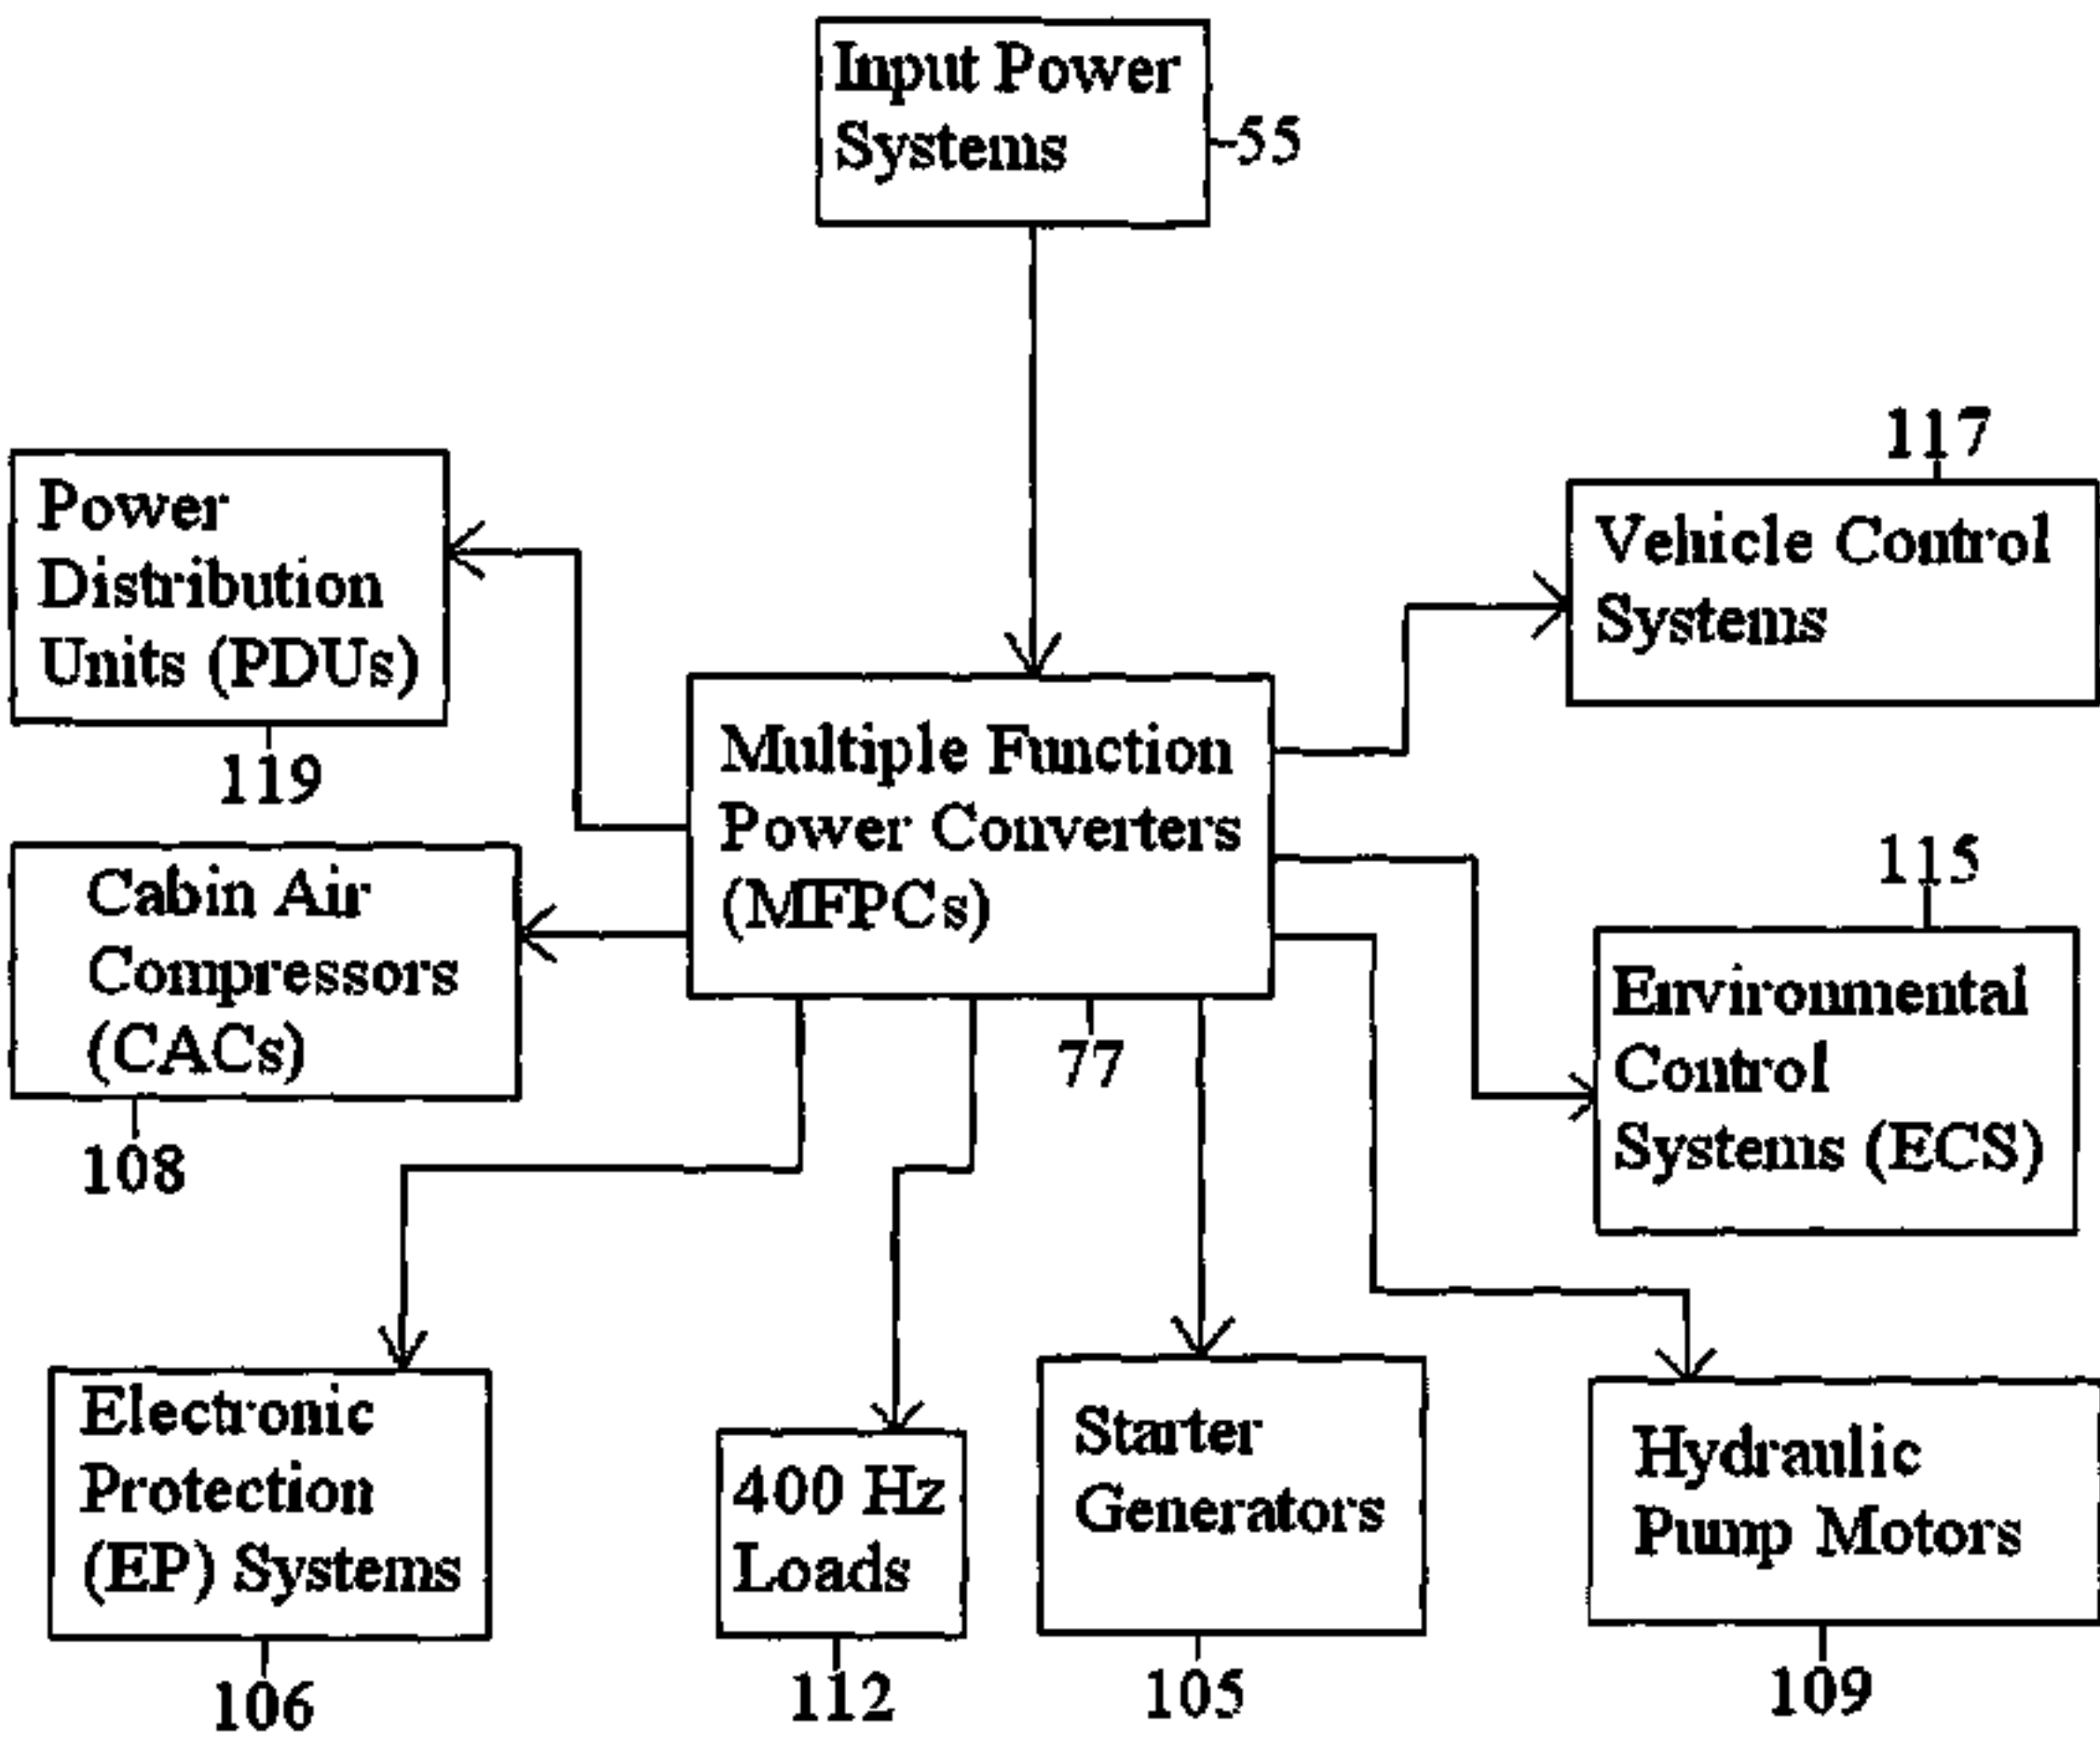 Input Power
Systems
55
117
Power
Distribution
Units (PDUs)
119
Vehicle Control
Systems
Multiple Function
Power Converters
(MFPCs)
77
Cabin Air
Compressors
(CACs)
108
115
Environmental
Control
Systems (ECS)
Electronic
Protection
(EP) Systems
106
400 Hz
Loads
112
Starter
Generators
105
Hydraulic
Pump Motors
109